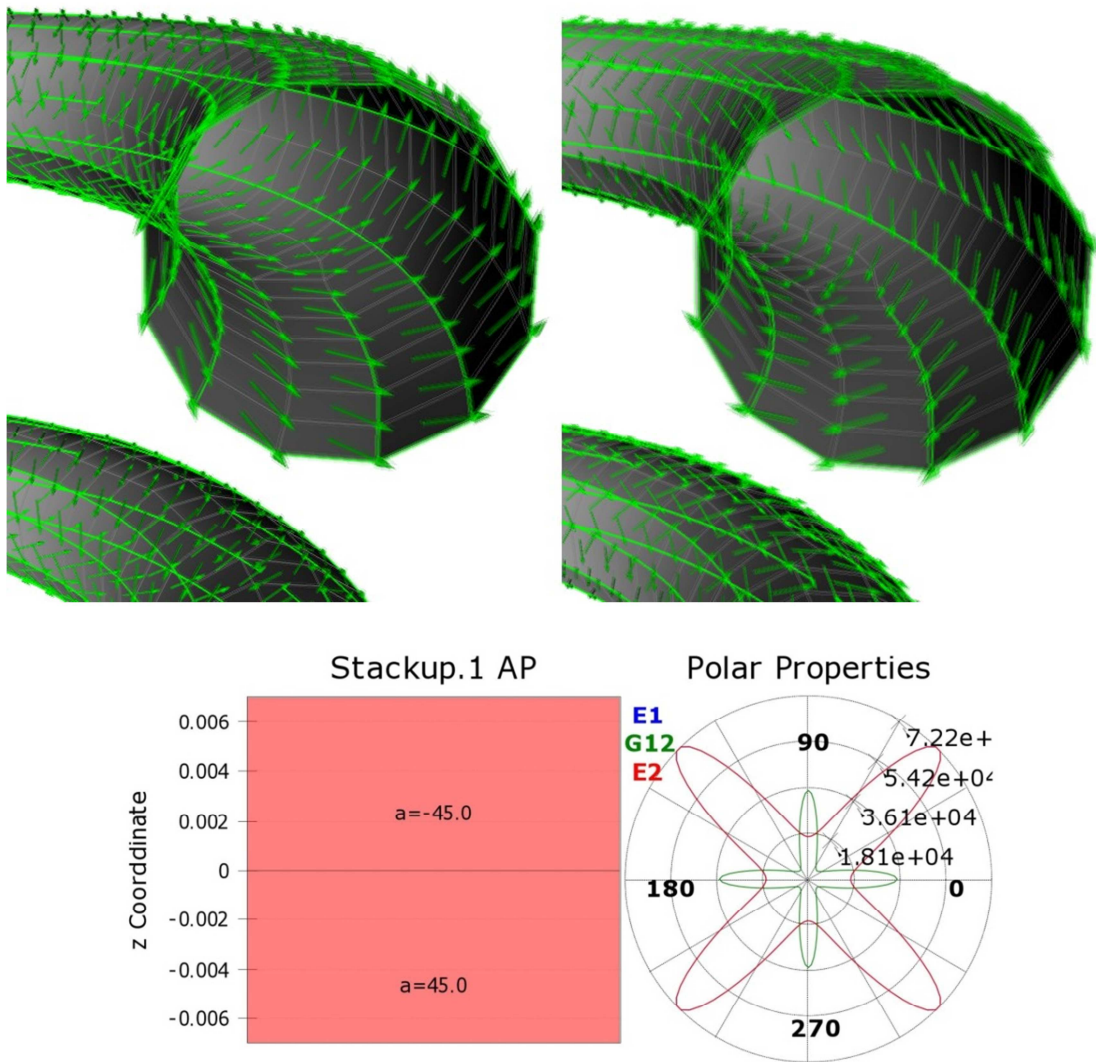 Stackup.1 AP
Polar Properties
z Coorddinate
0.006
0.004
0.002
0
-0.002
-0.004
-0.006
a=-45.0
a=45.0
E1
G12
E2
90
180
0
270
7.22e+
5.42e+04
3.61e+04
1.81e+04